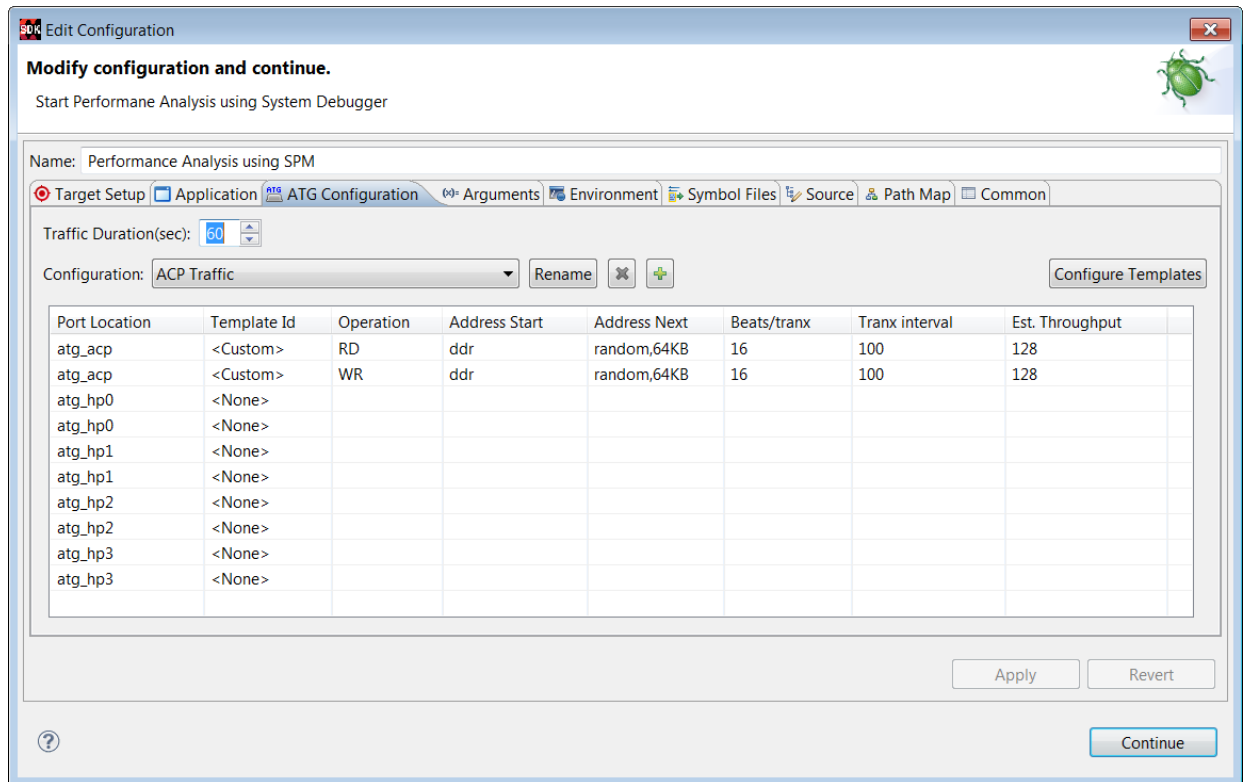 SDK Edit Configuration
Modify configuration and continue.
Start Performane Analysis using System Debugger
Name: Performance Analysis using SPM
Target Setup Application ATG ATG Configuration (x)= Arguments Environment Symbol Files Source Path Map Common
Traffic Duration(sec): 60
Configuration: ACP Traffic Rename Configure Templates
Port Location Template Id Operation Address Start Address Next Beats/tranx Tranx interval Est. Throughput
atg_acp <Custom> RD ddr random,64KB 16 100 128
atg_acp <Custom> WR ddr random,64KB 16 100 128
atg_hp0 <None>
atg_hp0 <None>
atg_hp1 <None>
atg_hp1 <None>
atg_hp2 <None>
atg_hp2 <None>
atg_hp3 <None>
atg_hp3 <None>
Apply Revert
? Continue